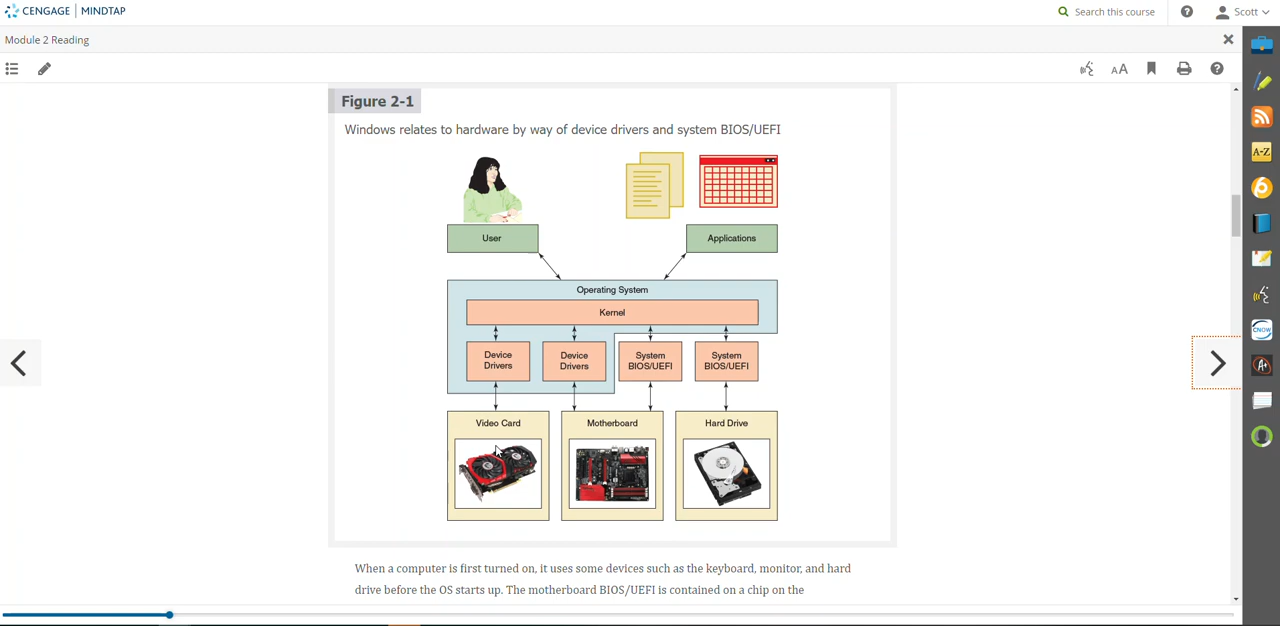 CENGAGE | MINDTAP
Search this course
Scott
Module 2 Reading
AA
A-Z
Figure 2-1
Windows relates to hardware by way of device drivers and system BIOS/UEFI
User
Applications
Operating System
Kernel
Device
Drivers
Device
Drivers
System
BIOS/UEFI
System
BIOS/UEFI
Video Card
Motherboard
Hard Drive
CNOW
A+
When a computer is first turned on, it uses some devices such as the keyboard, monitor, and hard
drive before the OS starts up. The motherboard BIOS/UEFI is contained on a chip on the